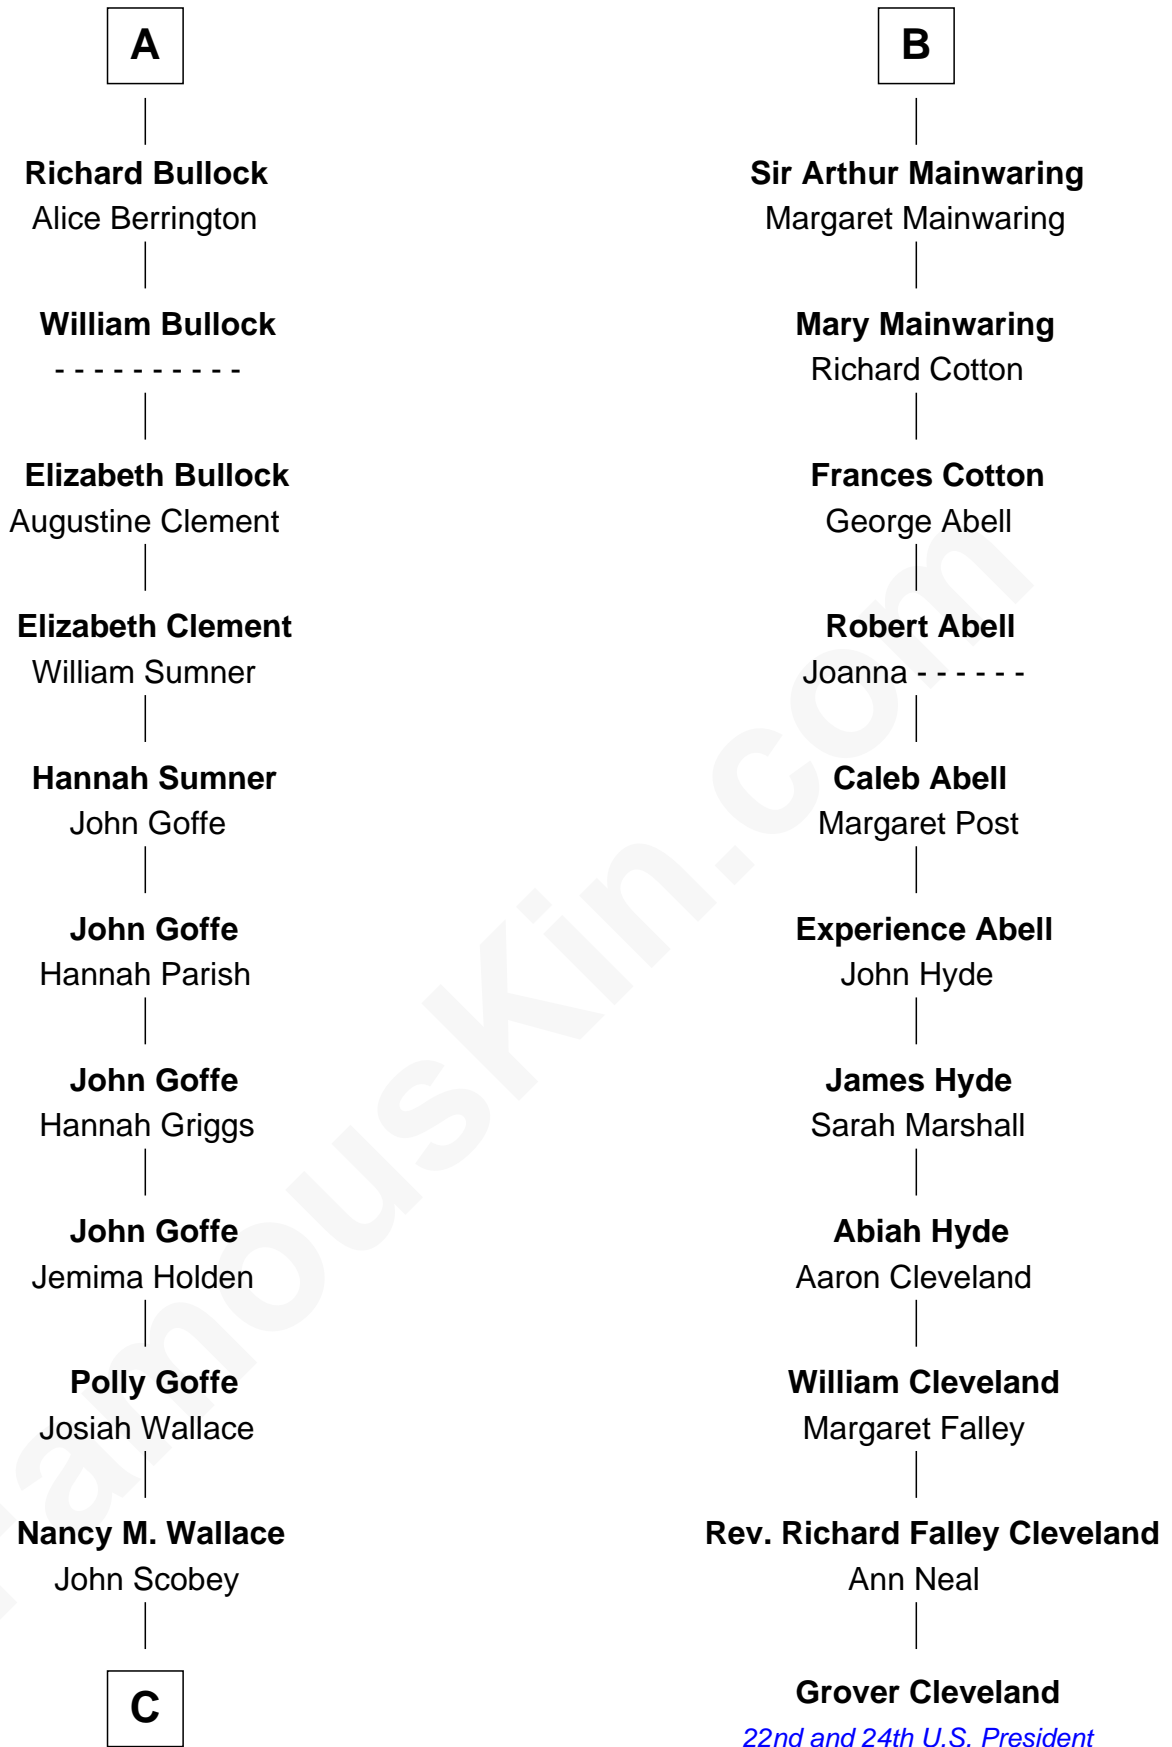 A
Richard Bullock
Alice Berrington
William Bullock
- - - - - - - - - -
Elizabeth Bullock
Augustine Clement
Elizabeth Clement
William Sumner
Hannah Sumner
John Goffe
John Goffe
Hannah Parish
John Goffe
Hannah Griggs
John Goffe
Jemima Holden
Polly Goffe
Josiah Wallace
Nancy M. Wallace
John Scobey
C
B
Sir Arthur Mainwaring
Margaret Mainwaring
Mary Mainwaring
Richard Cotton
Frances Cotton
George Abell
Robert Abell
Joanna - - - - - -
Caleb Abell
Margaret Post
Experience Abell
John Hyde
James Hyde
Sarah Marshall
Abiah Hyde
Aaron Cleveland
William Cleveland
Margaret Falley
Rev. Richard Falley Cleveland
Ann Neal
Grover Cleveland
22nd and 24th U.S. President
FamousKin.com